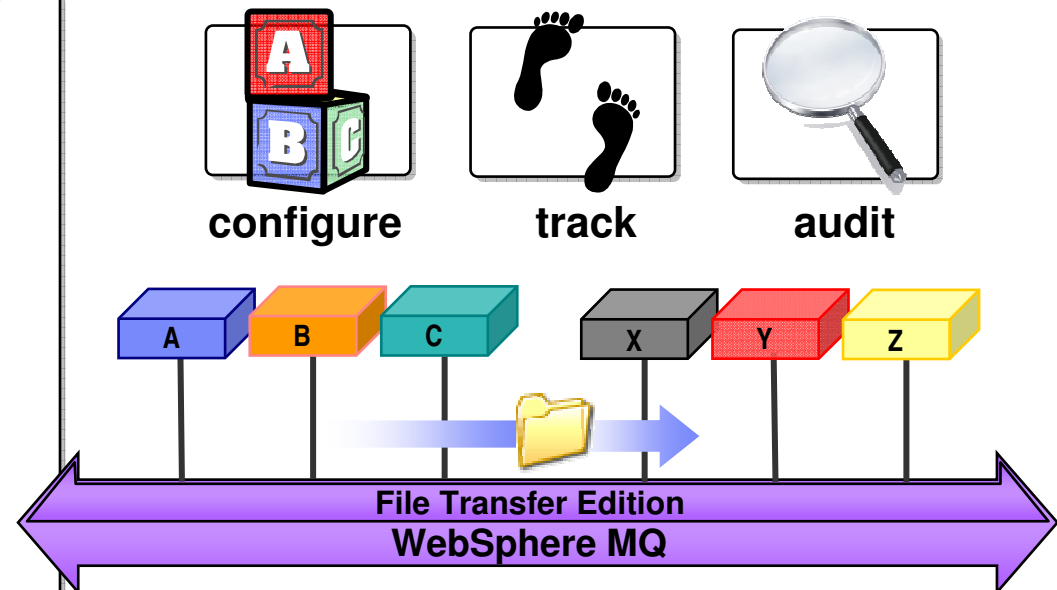 A
B C
configure track audit
A B C X Y Z
File Transfer Edition
WebSphere MQ